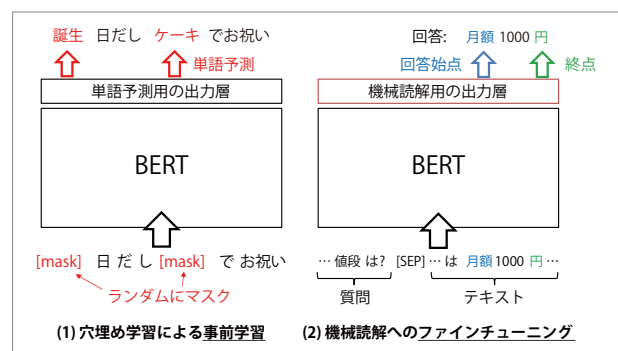 誕生 日だし ケーキ でお祝い
単語予測
単語予測用の出力層
BERT
[mask] 日 だ し [mask] で お祝い
ランダムにマスク
(1) 穴埋め学習による事前学習
回答: 月額 1000 円
回答始点 終点
機械読解用の出力層
BERT
… 値段 は? [SEP] … は 月額 1000 円 …
質問 テキスト
(2) 機械読解へのファインチューニング